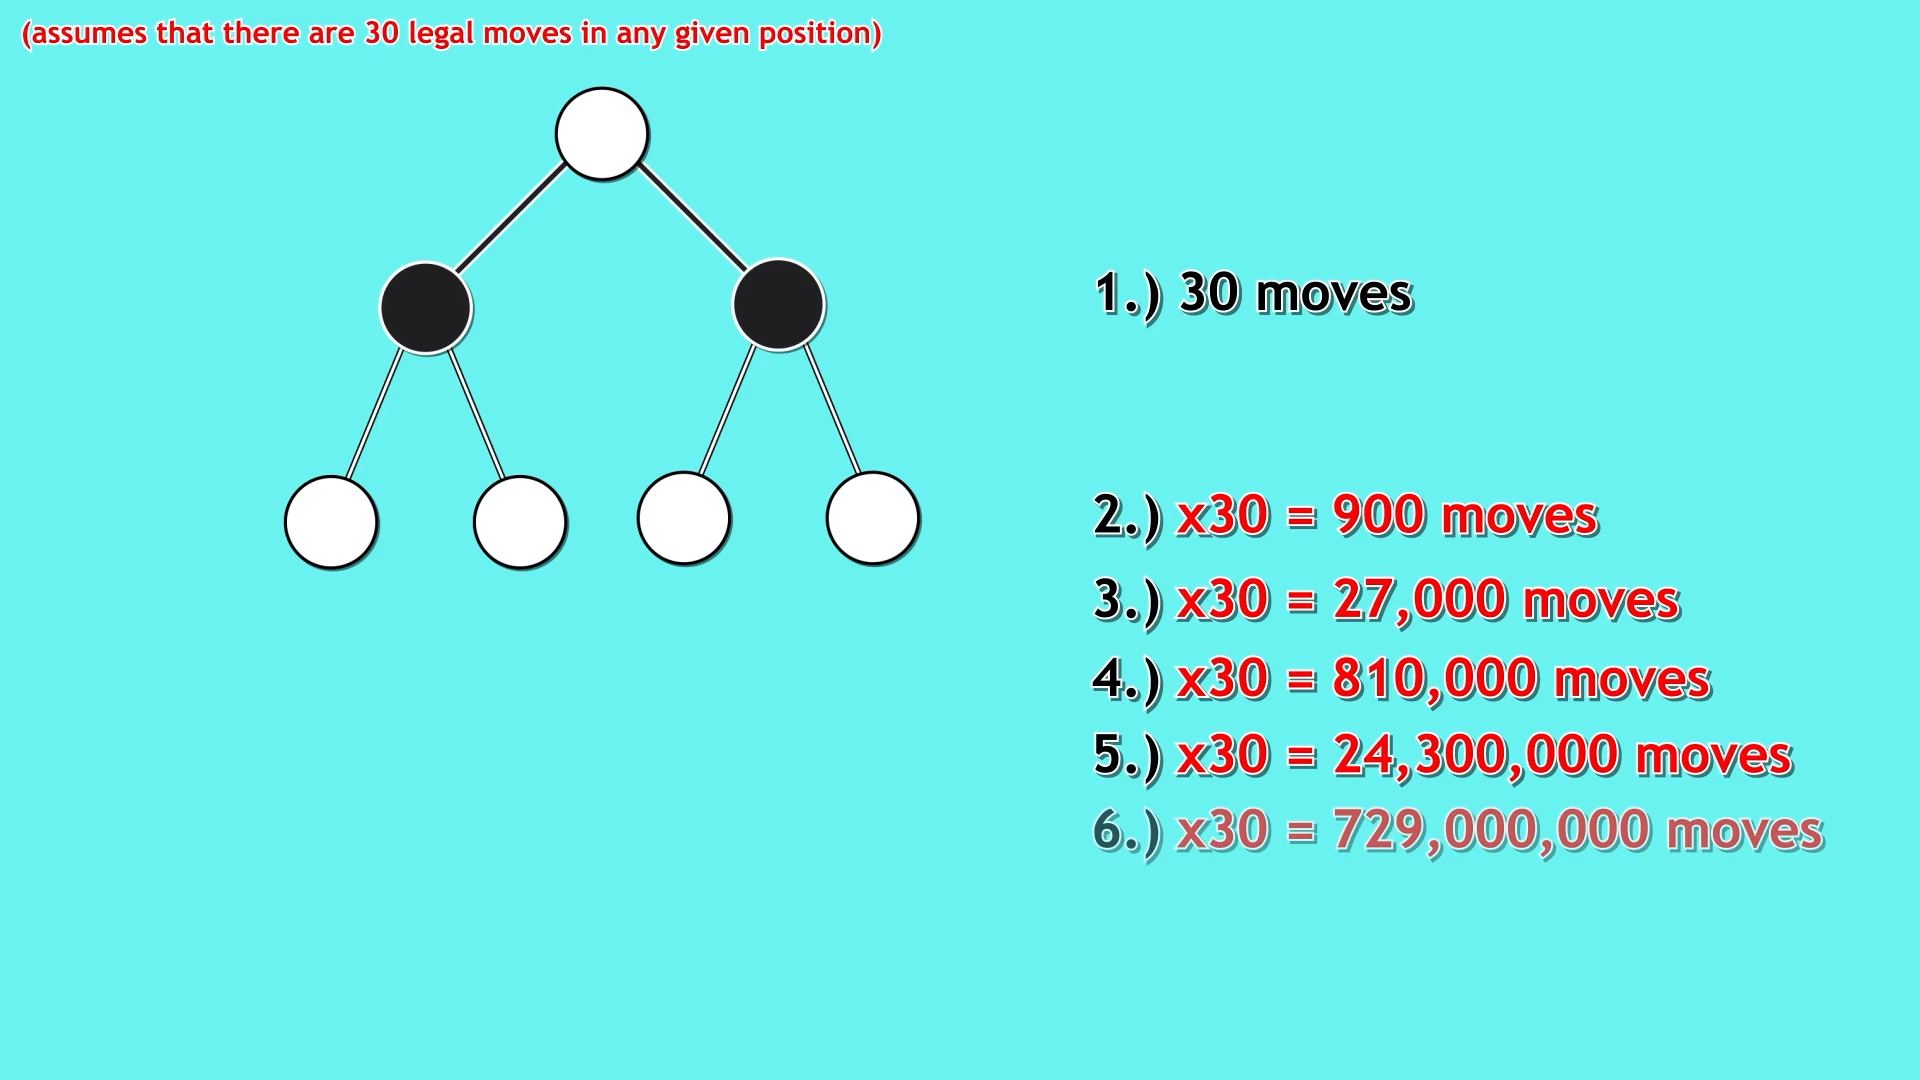 (assumes that there are 30 legal moves in any given position)
1.) 30 moves
2.) x30 = 900 moves
3.) x30 = 27,000 moves
4.) x30 = 810,000 moves
5.) x30 = 24,300,000 moves
6.) x30 = 729,000,000 moves